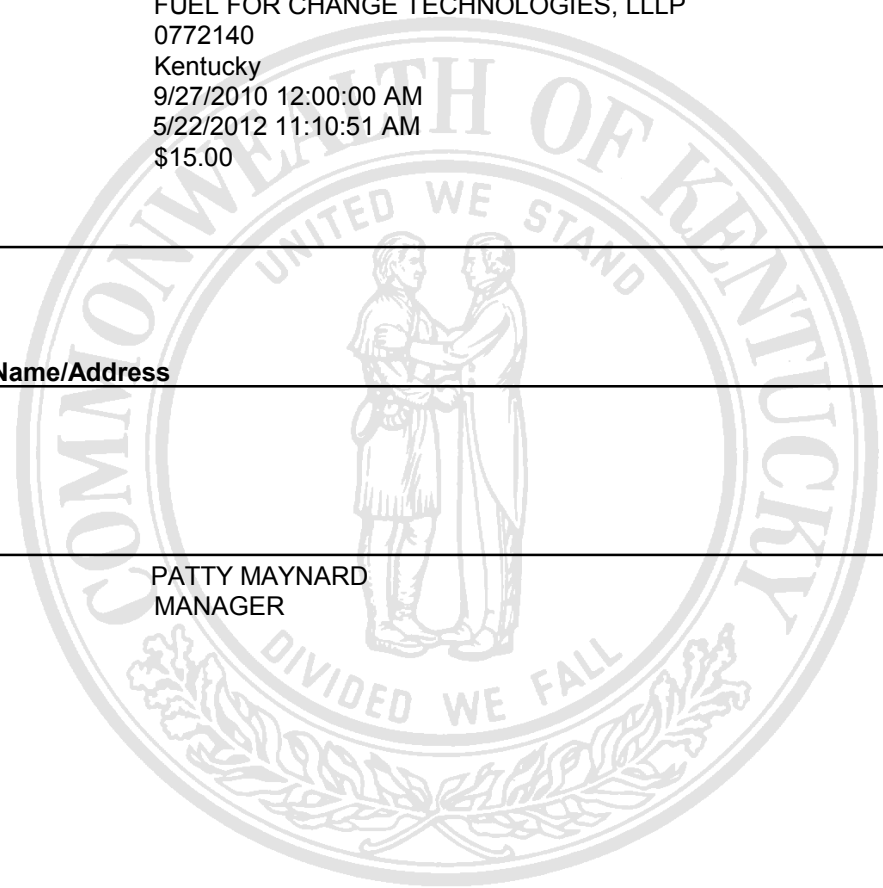 FUEL FOR CHANGE TECHNOLOGIES, LLLP
0772140
Kentucky
9/27/2010 12:00:00 AM
5/22/2012 11:10:51 AM
$15.00
COMMONWEALTH OF KENTUCKY
UNITED WE STAND
Name/Address
PATTY MAYNARD
MANAGER
DIVIDED WE FALL